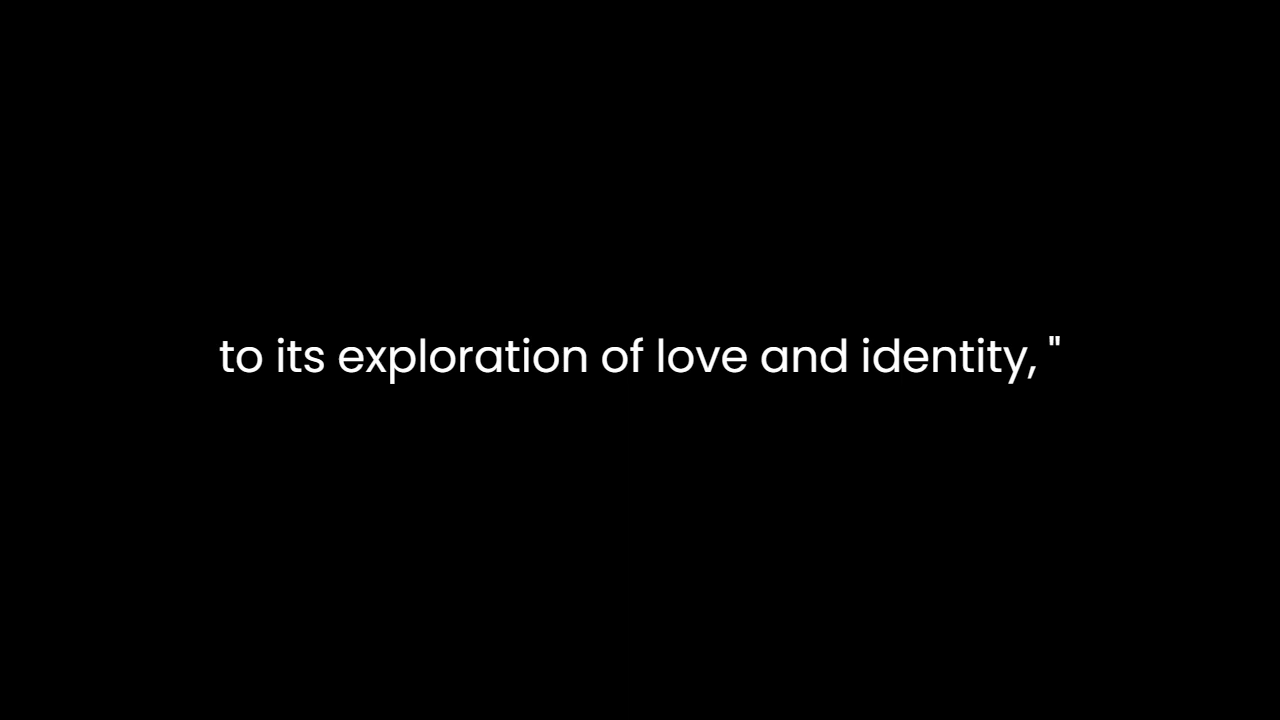 to its exploration of love and identity, "